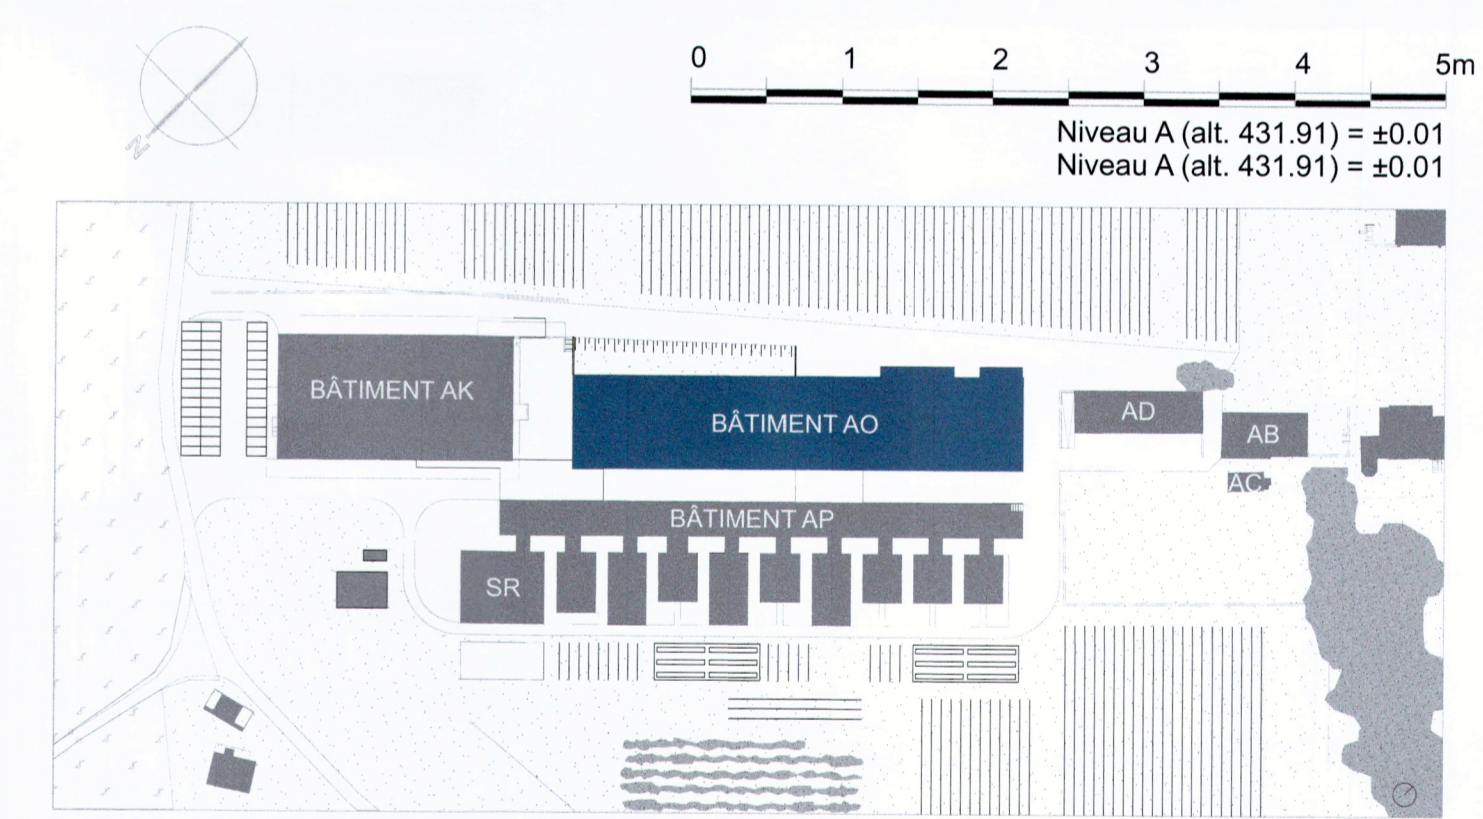 0 1 2 3 4 5m
Niveau A (alt. 431.91) = ±0.01
Niveau A (alt. 431.91) = ±0.01
N
BÂTIMENT AK
BÂTIMENT AO
AD
AB
AC
BÂTIMENT AP
SR